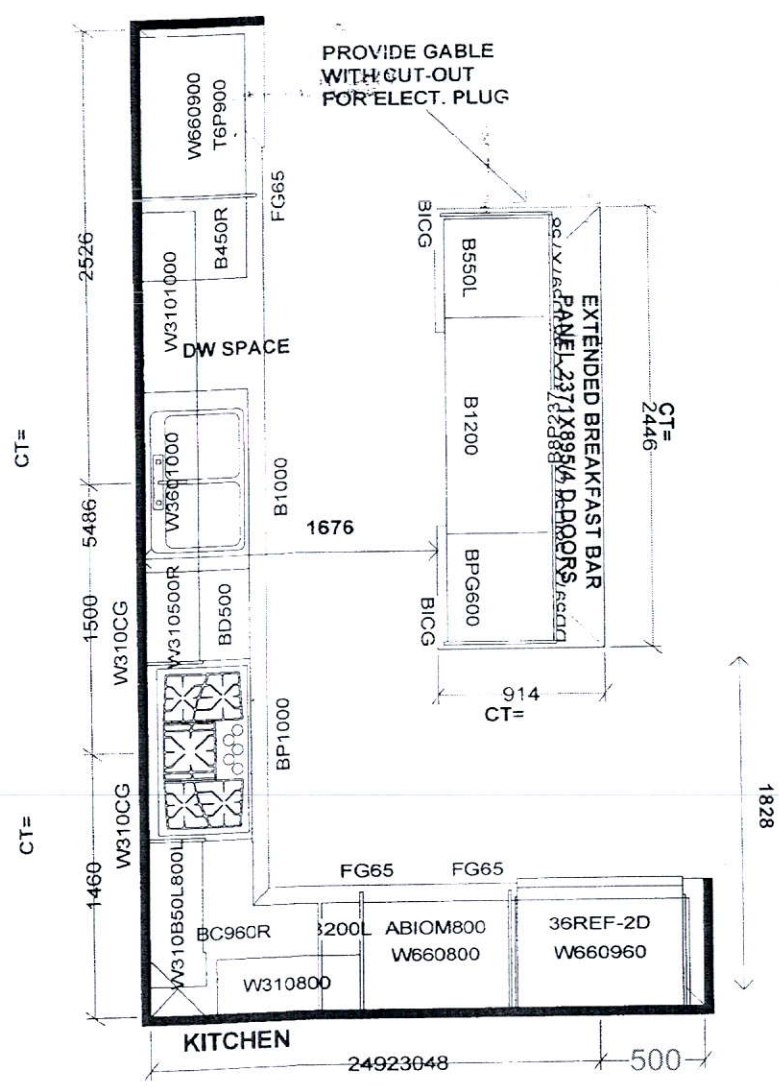 PROVIDE GABLE
WITH CUT-OUT
FOR ELECT. PLUG
W660900
T6P900
FG65
B450R
W3101000
DW SPACE
2526
CT=
W3601000
B1000
5486
1676
W310500R
BD500
1500
W310CG
BP1000
W310CG
CT=
1460
W310B50L800L
BC960R
W310800
FG65
FG65
ABIOM800
W660800
36REF-2D
W660960
KITCHEN
24923048
500
BICG
B550L
B1200
BPG600
BICG
EXTENDED BREAKFAST BAR
PANEL 2371X895/4 D.DOORS
CT=
2446
914
CT=
1828